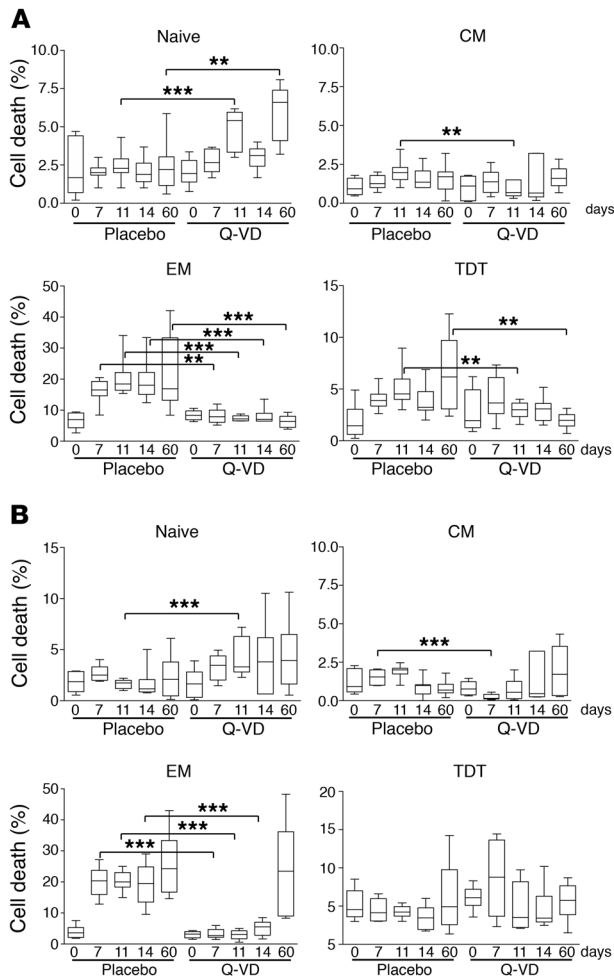 A
Naive
CM
Cell death (%)
10.0
7.5
5.0
2.5
0.0
**
***
0 7 11 14 60 0 7 11 14 60
Placebo
Q-VD
10.0
7.5
5.0
2.5
0.0
**
0 7 11 14 60 0 7 11 14 60
days
Placebo
Q-VD
EM
TDT
Cell death (%)
50
40
30
20
10
0
***
***
***
**
0 7 11 14 60 0 7 11 14 60
Placebo
Q-VD
15
10
5
0
**
**
0 7 11 14 60 0 7 11 14 60
days
Placebo
Q-VD
B
Naive
CM
Cell death (%)
15
10
5
0
***
0 7 11 14 60 0 7 11 14 60
Placebo
Q-VD
10.0
7.5
5.0
2.5
0.0
***
0 7 11 14 60 0 7 11 14 60
days
Placebo
Q-VD
EM
TDT
Cell death (%)
50
40
30
20
10
0
***
***
***
0 7 11 14 60 0 7 11 14 60
Placebo
Q-VD
20
15
10
5
5
0 7 11 14 60 0 7 11 14 60
days
Placebo
Q-VD